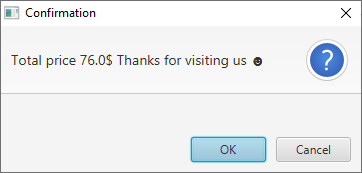 Confirmation
Total price 76.0$ Thanks for visiting us ☻
?
OK
Cancel